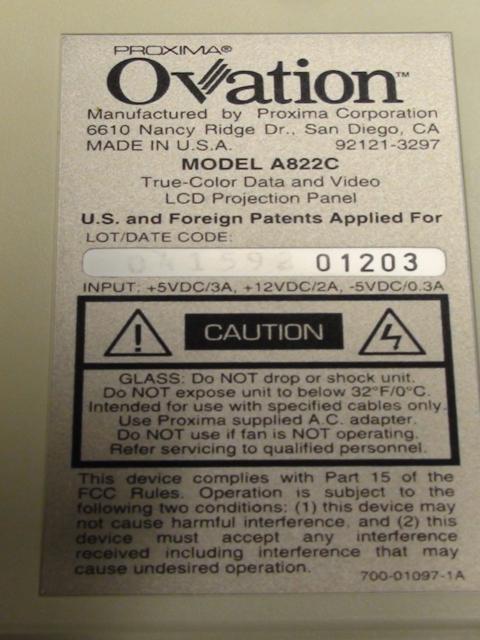 PROXIMA®
Ovation™
Manufactured by Proxima Corporation
6610 Nancy Ridge Dr., San Diego, CA
MADE IN U.S.A. 92121-3297
MODEL A822C
True-Color Data and Video
LCD Projection Panel
U.S. and Foreign Patents Applied For
LOT/DATE CODE:
041592 01203
INPUT: +5VDC/3A, +12VDC/2A, -5VDC/0.3A
CAUTION
GLASS: Do NOT drop or shock unit.
Do NOT expose unit to below 32°F/0°C.
Intended for use with specified cables only.
Use Proxima supplied A.C. adapter.
Do NOT use if fan is NOT operating.
Refer servicing to qualified personnel.
This device complies with Part 15 of the
FCC Rules. Operation is subject to the
following two conditions: (1) this device may
not cause harmful interference, and (2) this
device must accept any interference
received including interference that may
cause undesired operation.
700-01097-1A